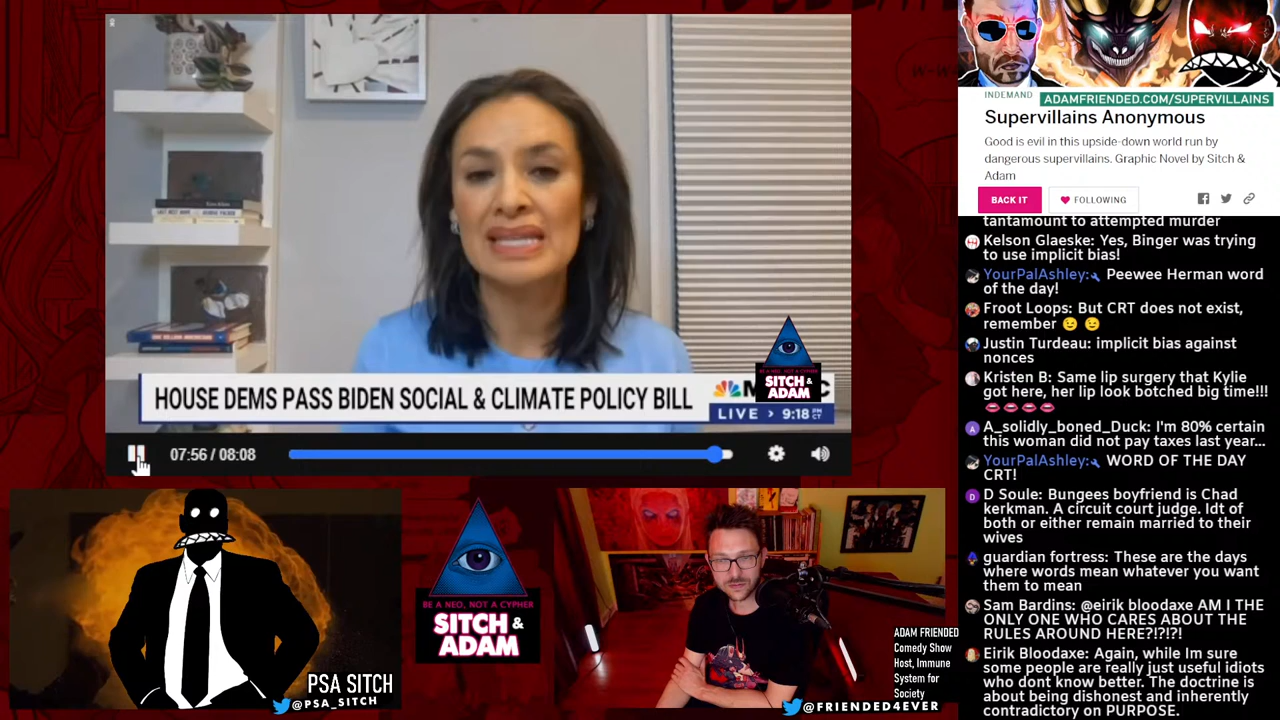 HOUSE DEMS PASS BIDEN SOCIAL & CLIMATE POLICY BILL
BE A NEO, NOT A CYPHER
SITCH &
ADAM
LIVE > 9:18 PM CT
07:56 / 08:08
PSA SITCH
@PSA_SITCH
BE A NEO, NOT A CYPHER
SITCH &
ADAM
ADAM FRIENDED
Comedy Show
Host, Immune
System for
Society
@FRIENDED4EVER
INDEMAND
ADAMFRIENDED.COM/SUPERVILLAINS
Supervillains Anonymous
Good is evil in this upside-down world run by
dangerous supervillains. Graphic Novel by Sitch &
Adam
BACK IT
FOLLOWING
tantamount to attempted murder
Kelson Glaeske: Yes, Binger was trying
to use implicit bias!
YourPalAshley: Peewee Herman word
of the day!
Froot Loops: But CRT does not exist,
remember 😉 😉
Justin Turdeau: implicit bias against
nonces
Kristen B: Same lip surgery that Kylie
got here, her lip look botched big time!!!
👄👄👄👄
A_solidly_boned_Duck: I'm 80% certain
this woman did not pay taxes last year...
YourPalAshley: WORD OF THE DAY
CRT!
D Soule: Bungees boyfriend is Chad
kerkman. A circuit court judge. Idt of
both or either remain married to their
wives
guardian fortress: These are the days
where words mean whatever you want
them to mean
Sam Bardins: @eirik bloodaxe AM I THE
ONLY ONE WHO CARES ABOUT THE
RULES AROUND HERE?!?!?!
Eirik Bloodaxe: Again, while Im sure
some people are really just useful idiots
who dont know better. The doctrine is
about being dishonest and inherently
contradictory on PURPOSE.